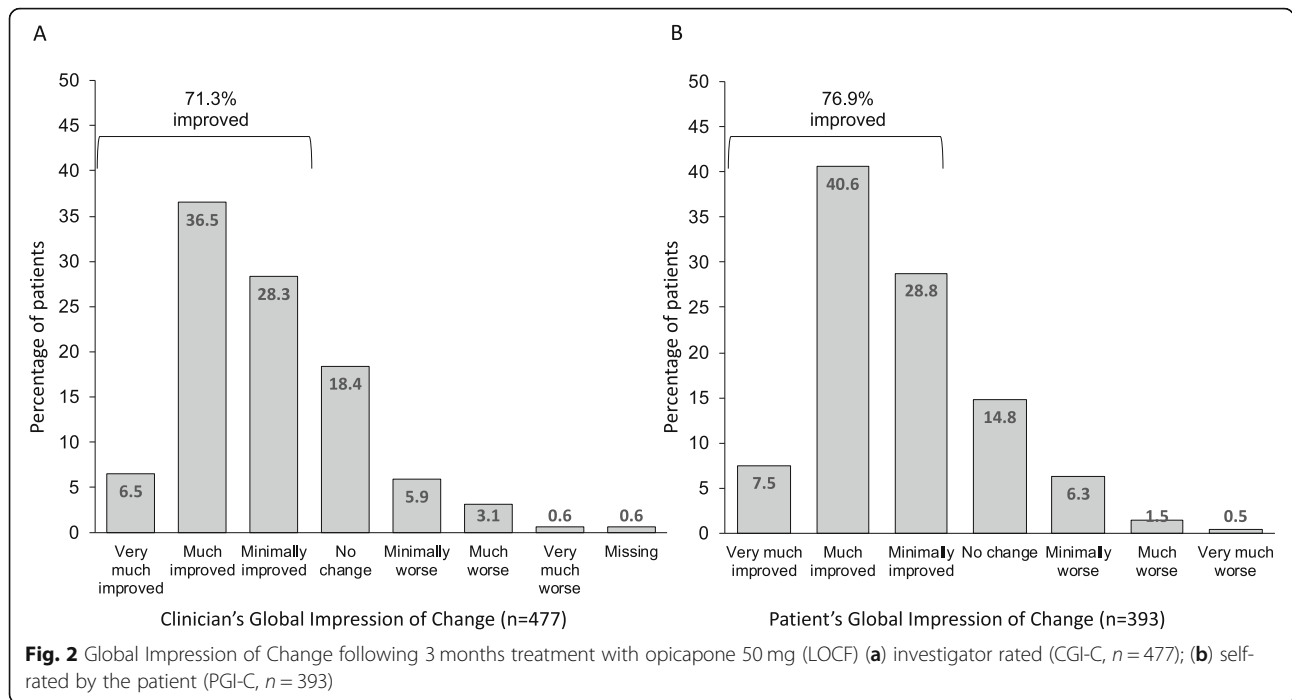 A
50
45
40
35
30
25
20
15
10
5
0
Percentage of patients
71.3%
improved
6.5
36.5
28.3
18.4
5.9
3.1
0.6
0.6
Very
much
improved
Much
improved
Minimally
improved
No
change
Minimally
worse
Much
worse
Very
much
worse
Missing
Clinician’s Global Impression of Change (n=477)
B
50
45
40
35
30
25
20
15
10
5
0
Percentage of patients
76.9%
improved
7.5
40.6
28.8
14.8
6.3
1.5
0.5
Very much
improved
Much
improved
Minimally
improved
No change
Minimally
worse
Much
worse
Very much
worse
Patient’s Global Impression of Change (n=393)
Fig. 2 Global Impression of Change following 3 months treatment with opicapone 50 mg (LOCF) (a) investigator rated (CGI-C, n = 477); (b) self-
rated by the patient (PGI-C, n = 393)